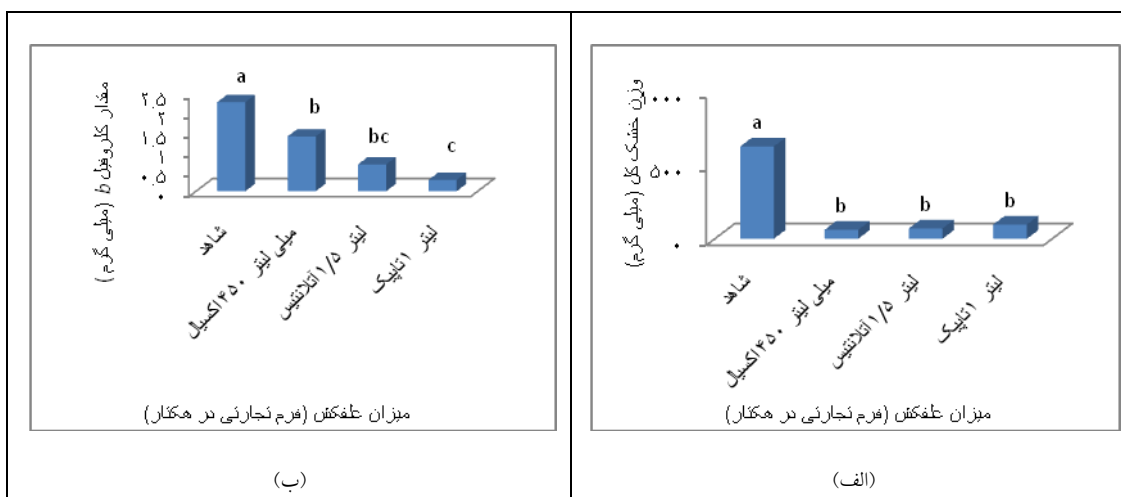 وزن خشک کل (میلی گرم)
۱۰۰۰
۵۰۰
۰
a
b
b
b
شاهد
میلی لیتر ۴۵۰ اکسیال
لیتر ۱/۵ آتلانتیس
لیتر ۱ تاپیک
میزان علفکش (فرم تجارتی در هکتار)
(الف)
مقدار کلروفیل b (میلی گرم)
۲.۵
۲
۱.۵
۱
۰.۵
۰
a
b
bc
c
شاهد
میلی لیتر ۴۵۰ اکسیال
لیتر ۱/۵ آتلانتیس
لیتر ۱ تاپیک
میزان علفکش (فرم تجارتی در هکتار)
(ب)